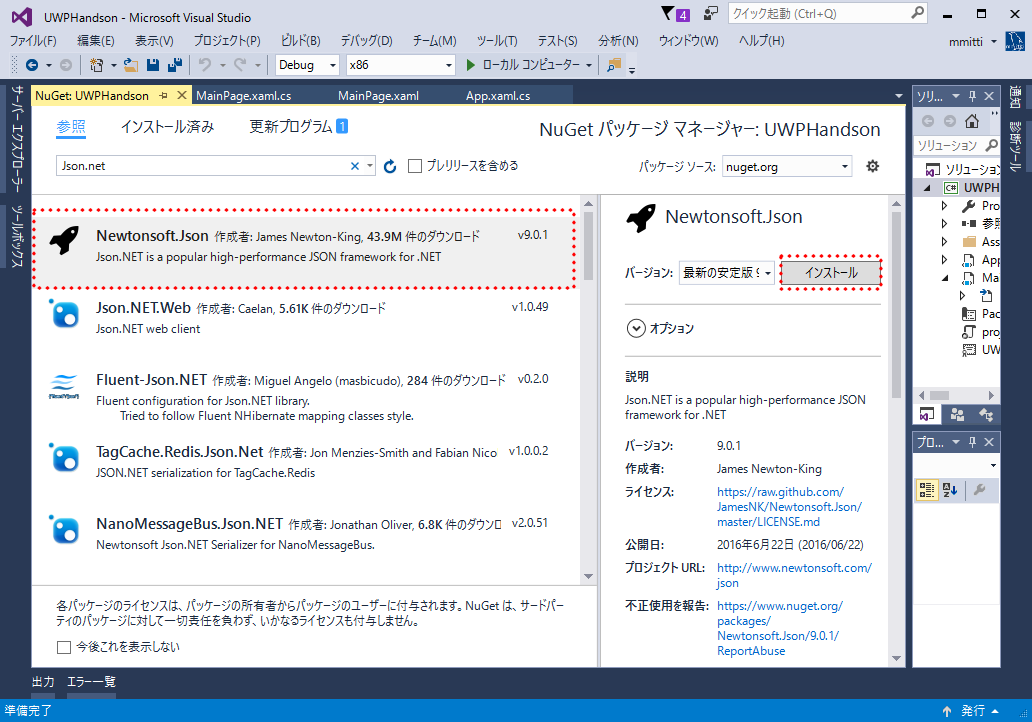 UWPHandson - Microsoft Visual Studio
4
クイック起動 (Ctrl+Q)
ファイル(F) 編集(E) 表示(V) プロジェクト(P) ビルド(B) デバッグ(D) チーム(M) ツール(T) テスト(S) 分析(N) ウィンドウ(W) ヘルプ(H)
mmitti
Debug x86 ローカル コンピューター
サーバー エクスプローラー
ツールボックス
NuGet: UWPHandson MainPage.xaml.cs MainPage.xaml App.xaml.cs
参照 インストール済み 更新プログラム 1
NuGet パッケージ マネージャー: UWPHandson
Json.net
プレリリースを含める
パッケージ ソース: nuget.org
Newtonsoft.Json 作成者: James Newton-King, 43.9M 件のダウンロード v9.0.1
Json.NET is a popular high-performance JSON framework for .NET
Json.NET.Web 作成者: Caelan, 5.61K 件のダウンロード v1.0.49
Json.NET web client
Fluent-Json.NET 作成者: Miguel Angelo (masbicudo), 284 件のダウンロード v0.2.0
Fluent configuration for Json.NET library.
Tried to follow Fluent NHibernate mapping classes style.
TagCache.Redis.Json.Net 作成者: Jon Menzies-Smith and Fabian Nico v1.0.0.2
JSON.NET serialization for TagCache.Redis
NanoMessageBus.Json.NET 作成者: Jonathan Oliver, 6.8K 件のダウンロ v2.0.51
Newtonsoft Json.NET Serializer for NanoMessageBus.
各パッケージのライセンスは、パッケージの所有者からパッケージのユーザーに付与されます。NuGet は、サードパー
ティのパッケージに対して一切責任を負わず、いかなるライセンスも付与しません。
今後これを表示しない
Newtonsoft.Json
バージョン: 最新の安定版 9 インストール
オプション
説明
Json.NET is a popular high-performance JSON
framework for .NET
バージョン: 9.0.1
作成者: James Newton-King
ライセンス: https://raw.github.com/
JamesNK/Newtonsoft.Json/
master/LICENSE.md
公開日: 2016年6月22日 (2016/06/22)
プロジェクト URL: http://www.newtonsoft.com/
json
不正使用を報告: https://www.nuget.org/
packages/
Newtonsoft.Json/9.0.1/
ReportAbuse
ソリ...
ソリューション
ソリューション
C# UWPH
Pro
参照
Ass
App
Ma
Pac
proj
UW
プロ...
通知
診断ツール
出力 エラー一覧
準備完了
発行